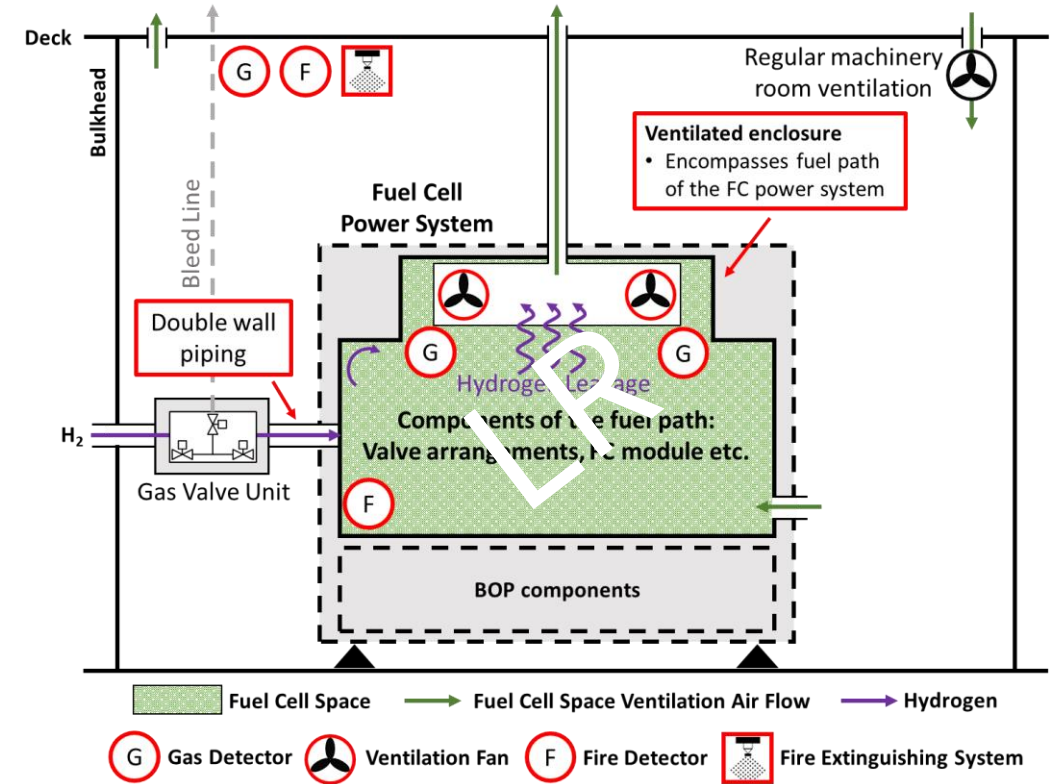 Deck
Bulkhead
G
F
Regular machinery
room ventilation
Ventilated enclosure
• Encompasses fuel path
of the FC power system
Fuel Cell
Power System
Bleed Line
Double wall
piping
G
G
Hydrogen Leakage
Components of the fuel path:
Valve arrangements, FC module etc.
LR
H₂
Gas Valve Unit
F
BOP components
Fuel Cell Space
Fuel Cell Space Ventilation Air Flow
Hydrogen
G Gas Detector
Ventilation Fan
F Fire Detector
Fire Extinguishing System